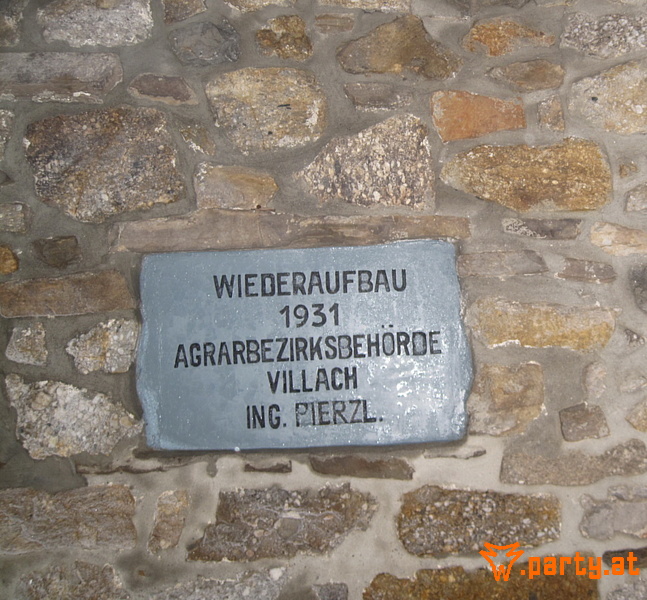 WIEDERAUFBAU
1931
AGRARBEZIRKSBEHÖRDE
VILLACH
ING. PIERZL.
.party.at